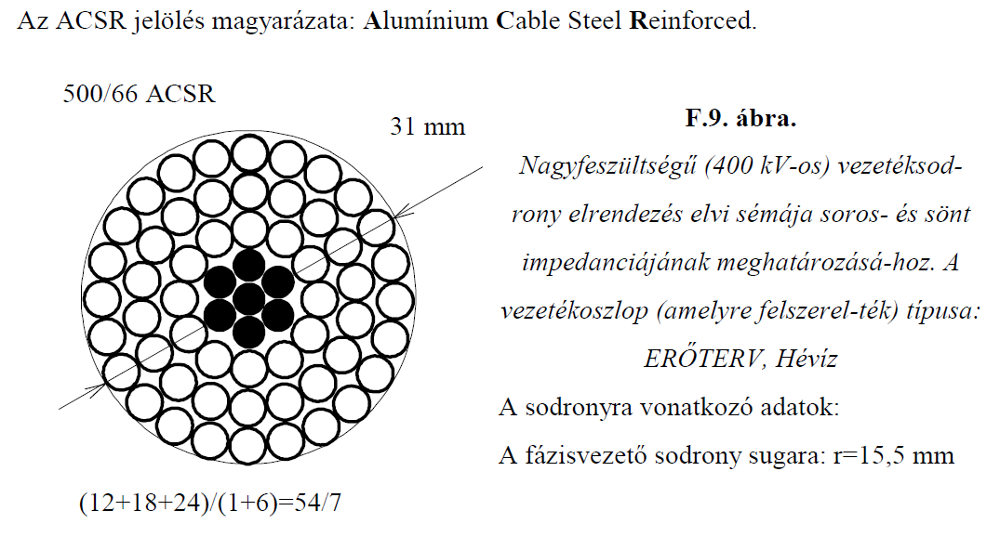 Az ACSR jelölés magyarázata: Alumínium Cable Steel Reinforced.
500/66 ACSR
31 mm
(12+18+24)/(1+6)=54/7
F.9. ábra.
Nagyfeszültségű (400 kV-os) vezetéksod-
rony elrendezés elvi sémája soros- és sönt
impedanciájának meghatározásá-hoz. A
vezetékoszlop (amelyre felszerel-ték) típusa:
ERŐTERV, Hévíz
A sodronyra vonatkozó adatok:
A fázisvezető sodrony sugara: r=15,5 mm